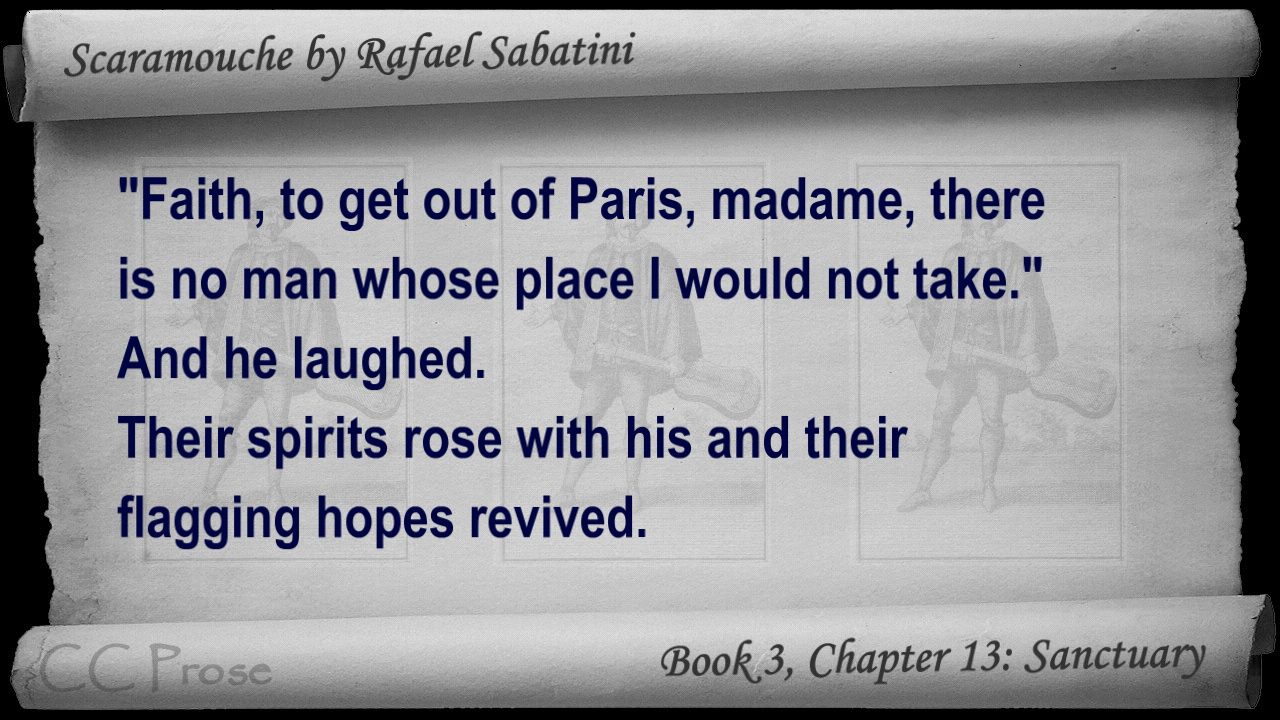 Scaramouche by Rafael Sabatini
"Faith, to get out of Paris, madame, there
is no man whose place I would not take."
And he laughed.
Their spirits rose with his and their
flagging hopes revived.
CC Prose
Book 3, Chapter 13: Sanctuary